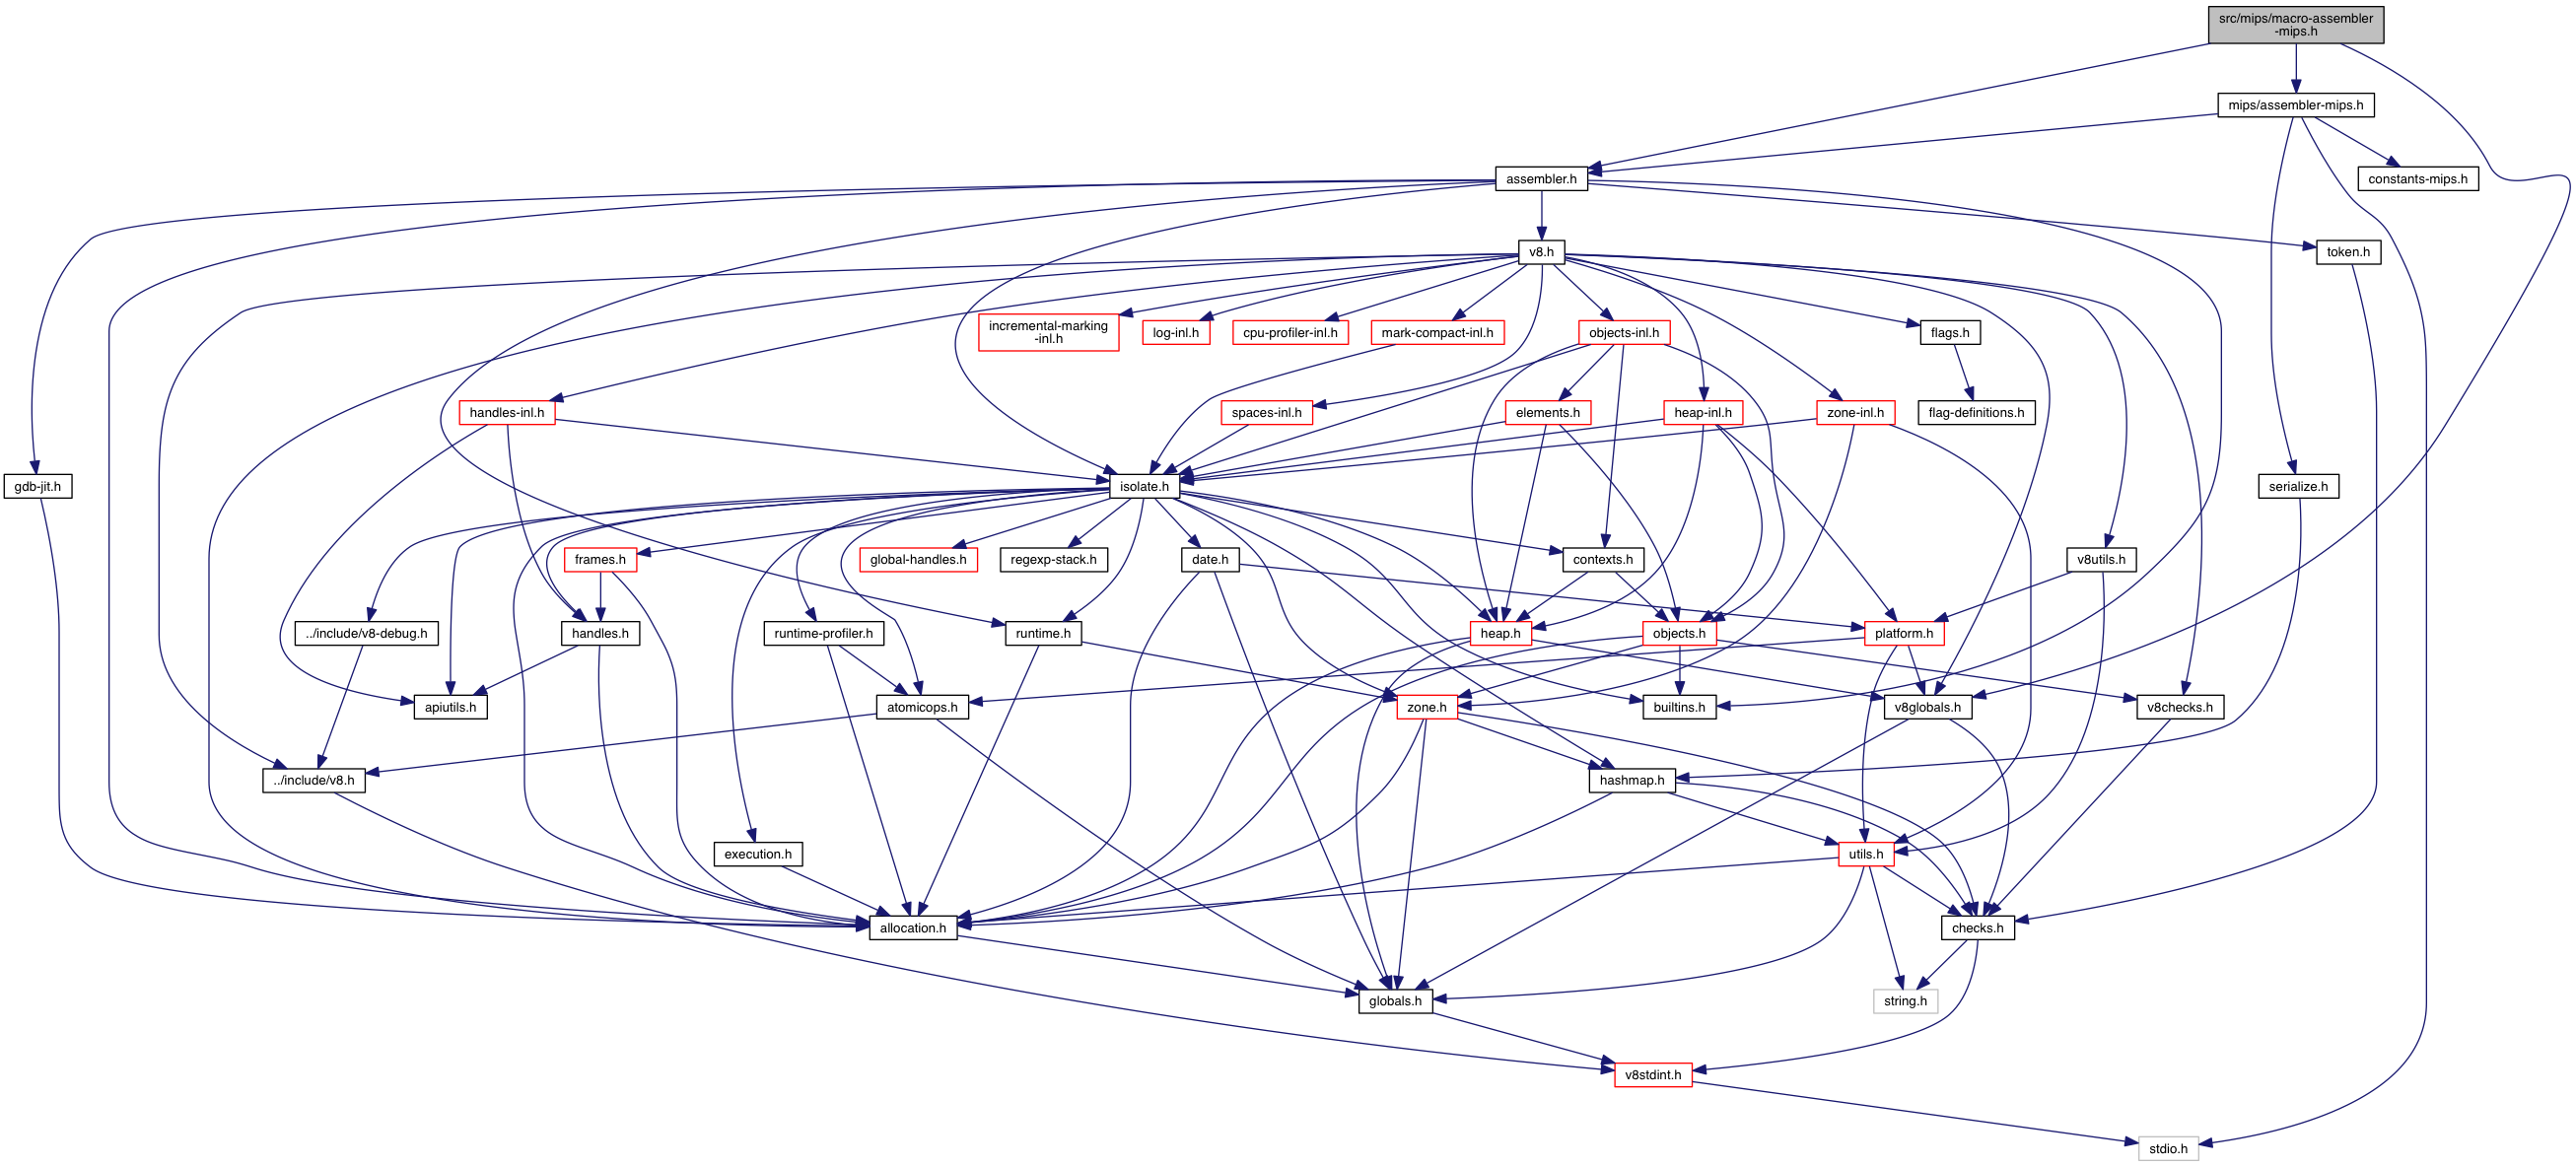 src/mips/macro-assembler
-mips.h
mips/assembler-mips.h
assembler.h
constants-mips.h
v8.h
token.h
incremental-marking
-inl.h
log-inl.h
cpu-profiler-inl.h
mark-compact-inl.h
objects-inl.h
flags.h
handles-inl.h
spaces-inl.h
elements.h
heap-inl.h
zone-inl.h
flag-definitions.h
gdb-jit.h
isolate.h
serialize.h
frames.h
global-handles.h
regexp-stack.h
date.h
contexts.h
v8utils.h
../include/v8-debug.h
handles.h
runtime-profiler.h
runtime.h
heap.h
objects.h
platform.h
apiutils.h
atomicops.h
zone.h
builtins.h
v8globals.h
v8checks.h
../include/v8.h
hashmap.h
execution.h
utils.h
allocation.h
checks.h
globals.h
string.h
v8stdint.h
stdio.h